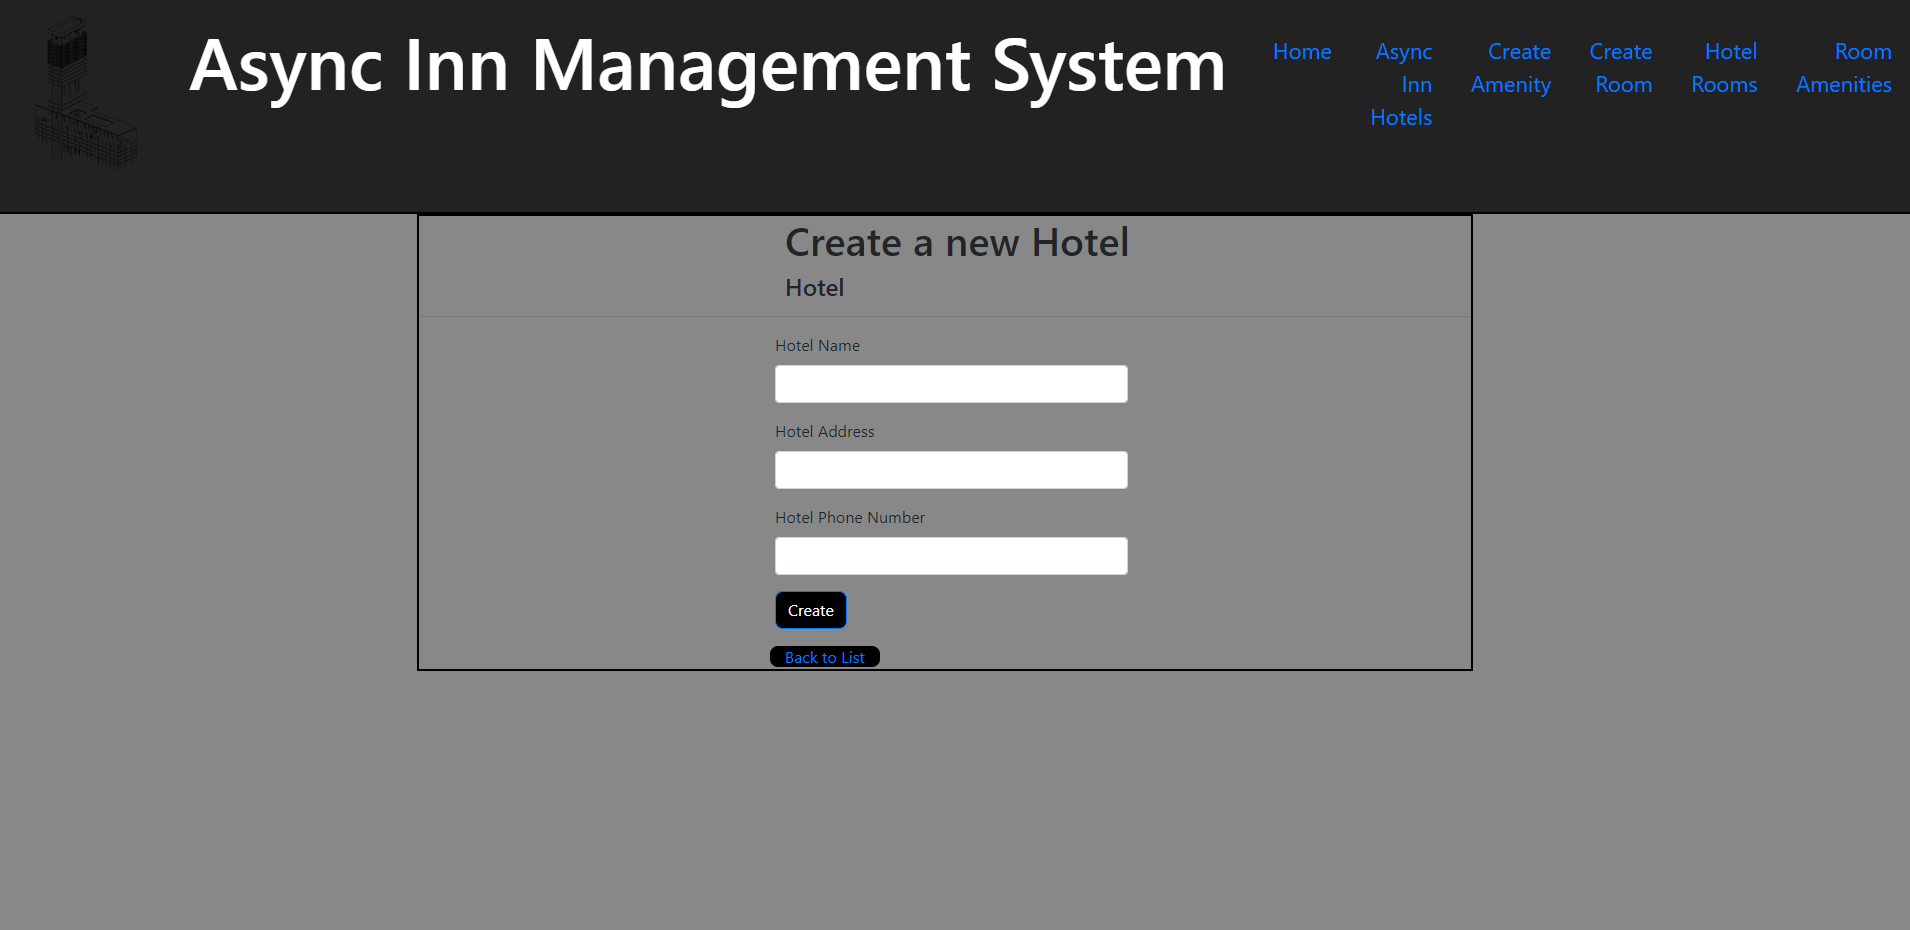 Async Inn Management System
Home
Async
Inn
Hotels
Create
Amenity
Create
Room
Hotel
Rooms
Room
Amenities
Create a new Hotel
Hotel
Hotel Name
Hotel Address
Hotel Phone Number
Create
Back to List